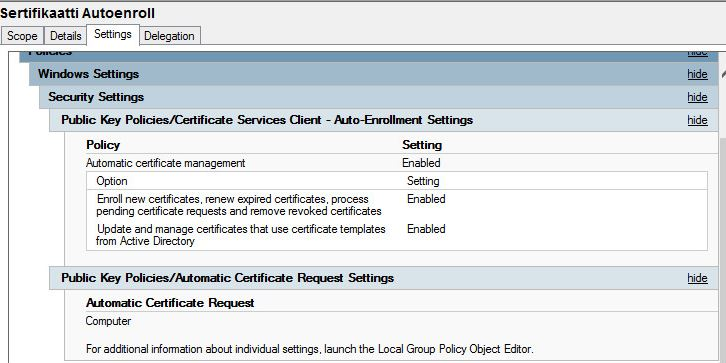 Sertifikaatti Autoenroll
Scope Details Settings Delegation
Policies hide
Windows Settings hide
Security Settings hide
Public Key Policies/Certificate Services Client - Auto-Enrollment Settings hide
Policy Setting
Automatic certificate management Enabled
Option Setting
Enroll new certificates, renew expired certificates, process Enabled
pending certificate requests and remove revoked certificates
Update and manage certificates that use certificate templates Enabled
from Active Directory
Public Key Policies/Automatic Certificate Request Settings hide
Automatic Certificate Request
Computer
For additional information about individual settings, launch the Local Group Policy Object Editor.